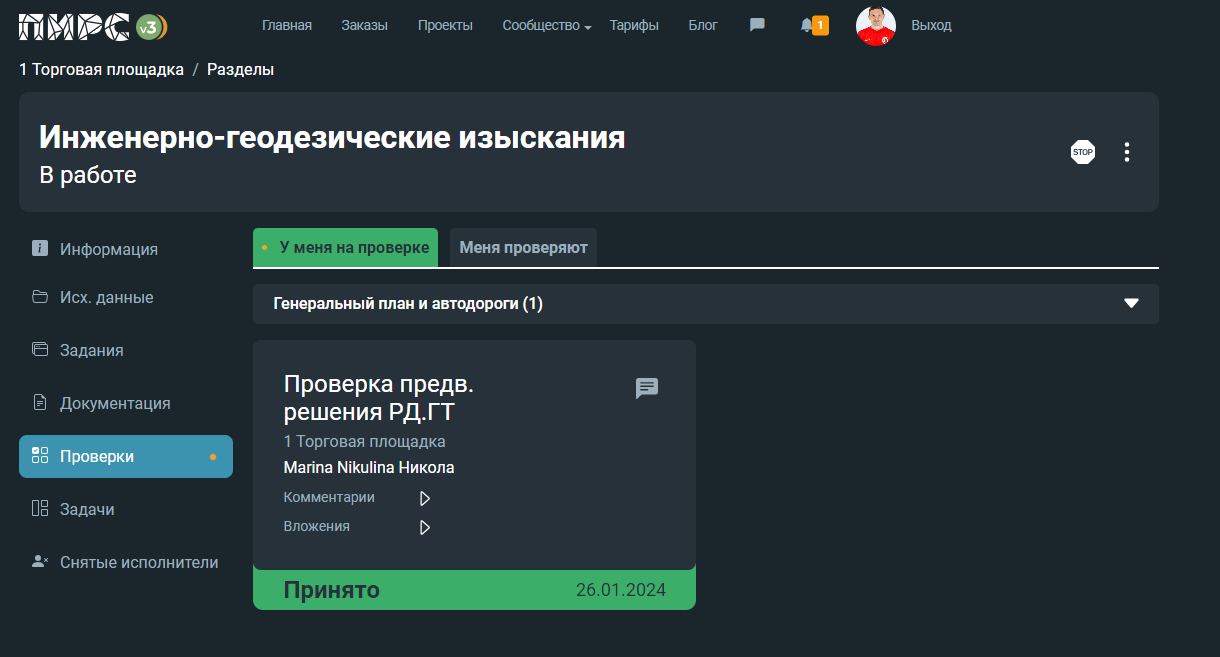 ПИРС v3
Главная Заказы Проекты Сообщество Тарифы Блог 1 Выход
1 Торговая площадка / Разделы
Инженерно-геодезические изыскания
В работе
STOP
Информация
Исх. данные
Задания
Документация
Проверки
Задачи
Снятые исполнители
У меня на проверке Меня проверяют
Генеральный план и автодороги (1)
Проверка предв.
решения РД.ГТ
1 Торговая площадка
Marina Nikulina Никола
Комментарии
Вложения
Принято 26.01.2024